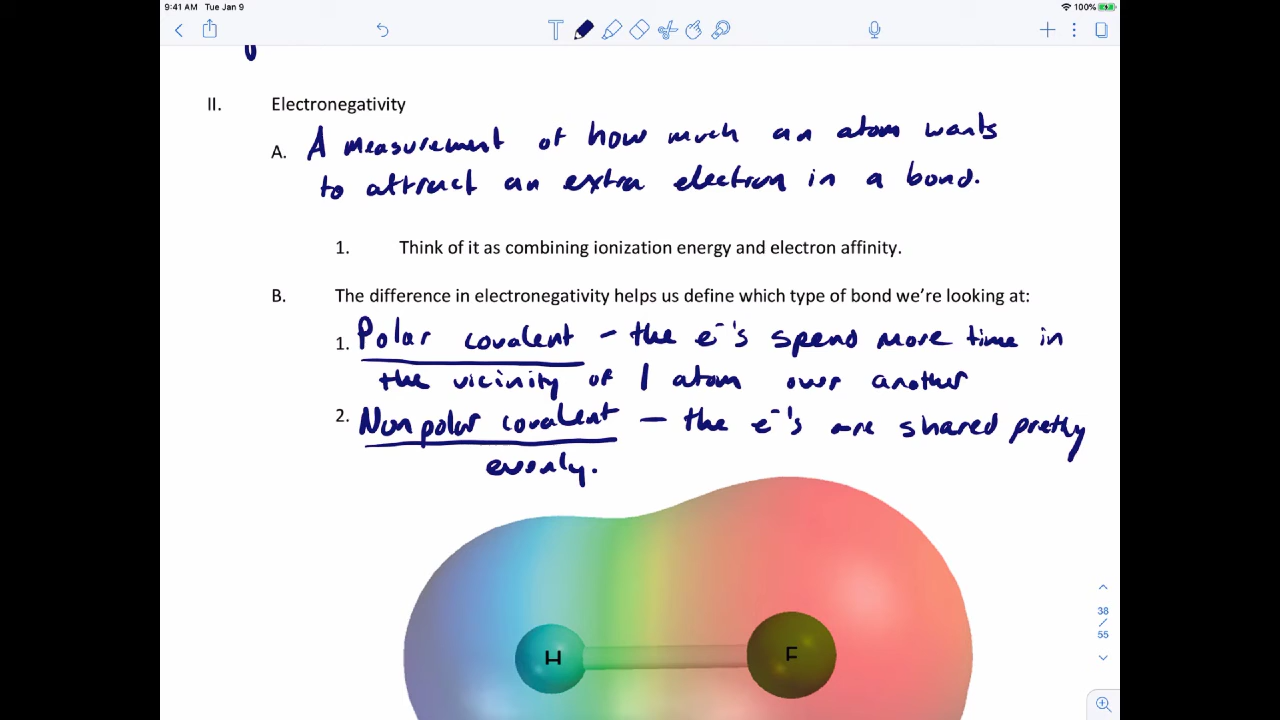 9:41 AM Tue Jan 9
100%
II. Electronegativity
A. A measurement of how much an atom wants
to attract an extra electron in a bond.
1. Think of it as combining ionization energy and electron affinity.
B. The difference in electronegativity helps us define which type of bond we're looking at:
1. Polar covalent – the e⁻'s spend more time in
the vicinity of 1 atom over another
2. Nonpolar covalent – the e⁻'s are shared pretty
evenly.
H F
38
/
55